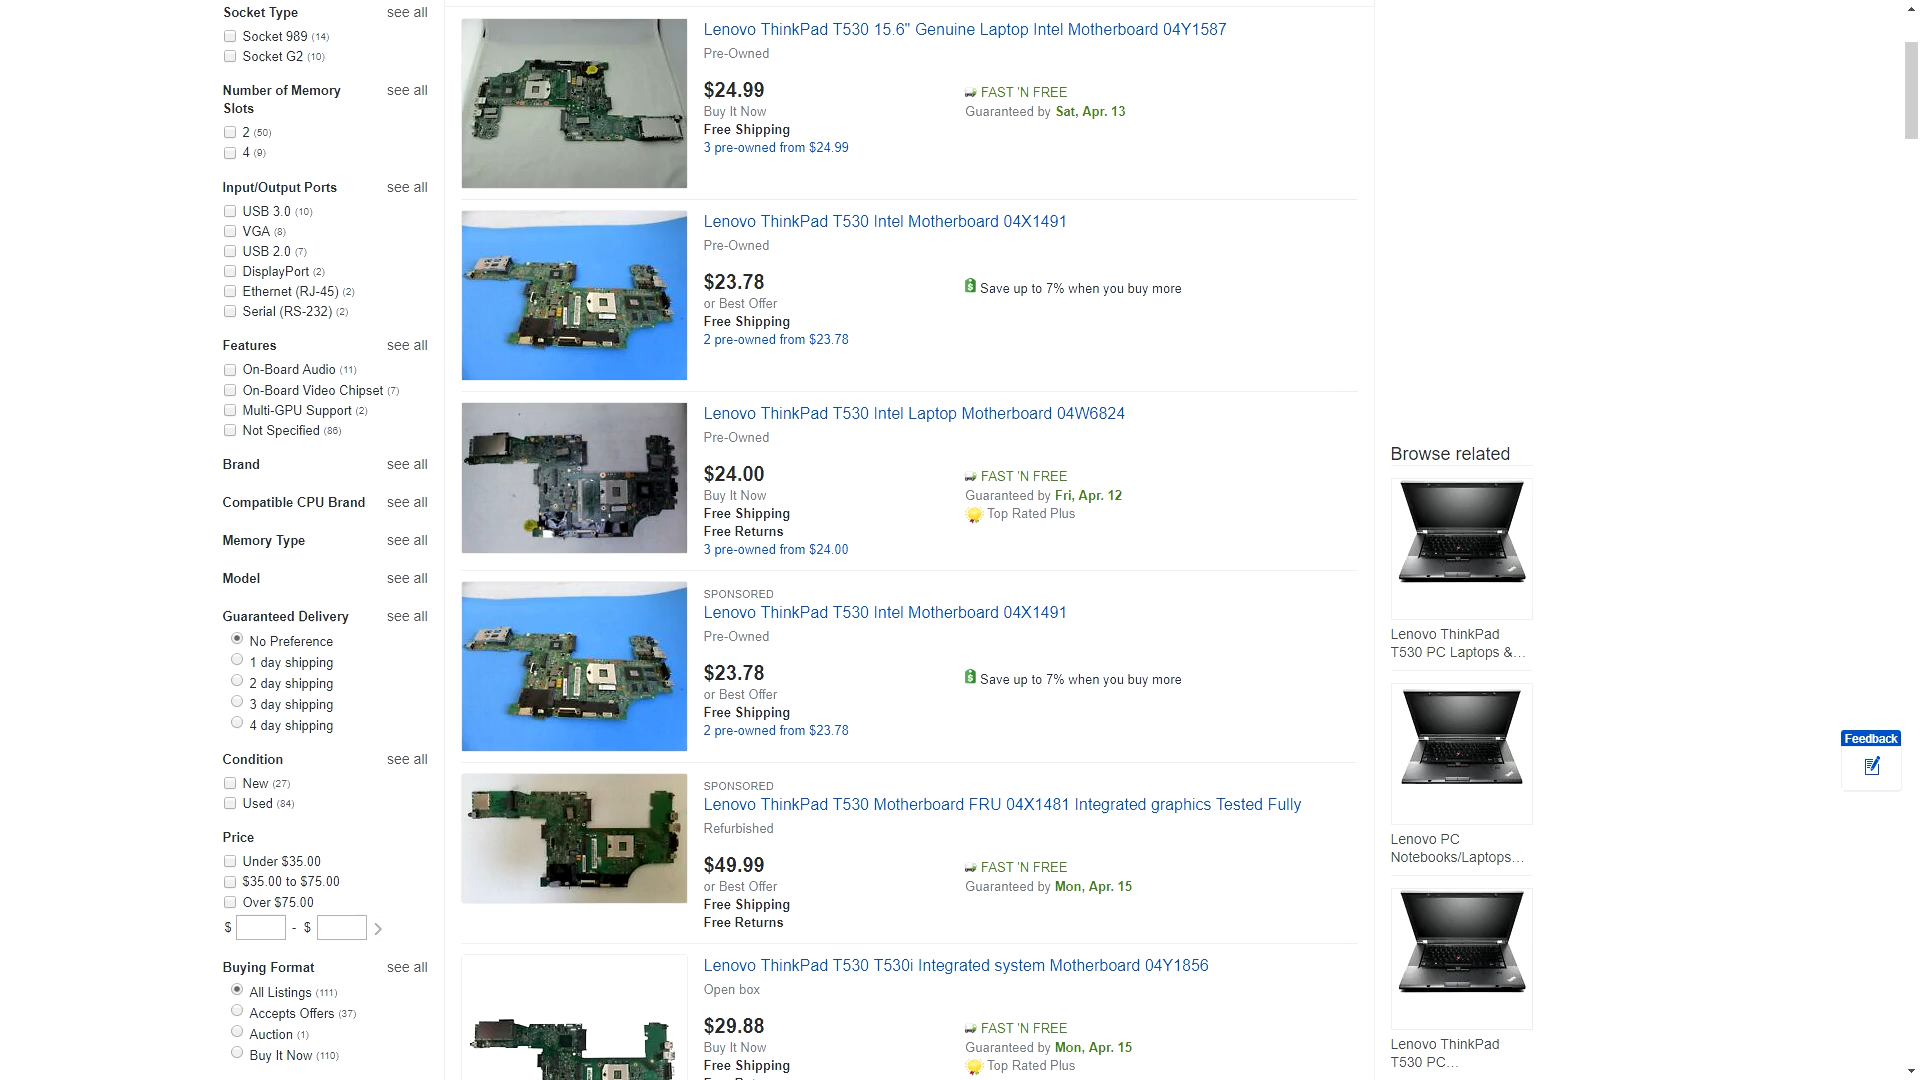 Socket Type see all
Socket 989 (14)
Socket G2 (10)
Number of Memory see all
Slots
2 (50)
4 (9)
Input/Output Ports see all
USB 3.0 (10)
VGA (8)
USB 2.0 (7)
DisplayPort (2)
Ethernet (RJ-45) (2)
Serial (RS-232) (2)
Features see all
On-Board Audio (11)
On-Board Video Chipset (7)
Multi-GPU Support (2)
Not Specified (86)
Brand see all
Compatible CPU Brand see all
Memory Type see all
Model see all
Guaranteed Delivery see all
No Preference
1 day shipping
2 day shipping
3 day shipping
4 day shipping
Condition see all
New (27)
Used (84)
Price
Under $35.00
$35.00 to $75.00
Over $75.00
$ - $
Buying Format see all
All Listings (111)
Accepts Offers (37)
Auction (1)
Buy It Now (110)
Lenovo ThinkPad T530 15.6" Genuine Laptop Intel Motherboard 04Y1587
Pre-Owned
$24.99
Buy It Now
Free Shipping
3 pre-owned from $24.99
FAST 'N FREE
Guaranteed by Sat, Apr. 13
Lenovo ThinkPad T530 Intel Motherboard 04X1491
Pre-Owned
$23.78
or Best Offer
Free Shipping
2 pre-owned from $23.78
Save up to 7% when you buy more
Lenovo ThinkPad T530 Intel Laptop Motherboard 04W6824
Pre-Owned
$24.00
Buy It Now
Free Shipping
Free Returns
3 pre-owned from $24.00
FAST 'N FREE
Guaranteed by Fri, Apr. 12
Top Rated Plus
SPONSORED
Lenovo ThinkPad T530 Intel Motherboard 04X1491
Pre-Owned
$23.78
or Best Offer
Free Shipping
2 pre-owned from $23.78
Save up to 7% when you buy more
SPONSORED
Lenovo ThinkPad T530 Motherboard FRU 04X1481 Integrated graphics Tested Fully
Refurbished
$49.99
or Best Offer
Free Shipping
Free Returns
FAST 'N FREE
Guaranteed by Mon, Apr. 15
Lenovo ThinkPad T530 T530i Integrated system Motherboard 04Y1856
Open box
$29.88
Buy It Now
Free Shipping
FAST 'N FREE
Guaranteed by Mon, Apr. 15
Top Rated Plus
Browse related
Lenovo ThinkPad
T530 PC Laptops &...
Lenovo PC
Notebooks/Laptops...
Lenovo ThinkPad
T530 PC...
Feedback